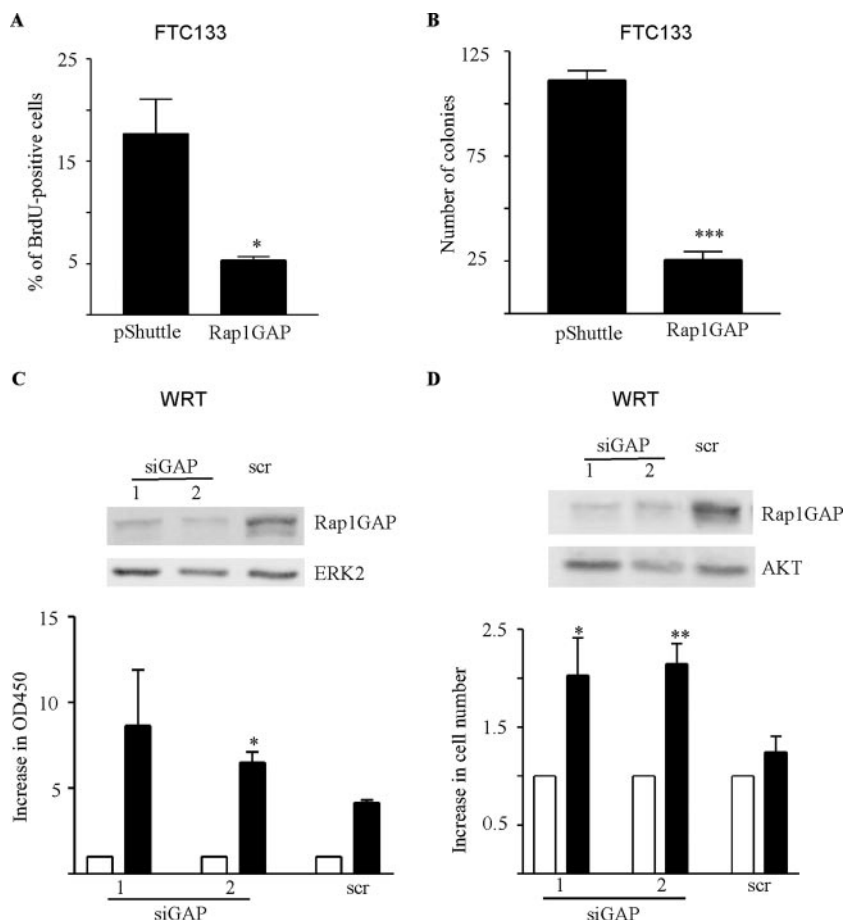 A
FTC133
% of BrdU-positive cells
25
15
5
*
pShuttle Rap1GAP
B
FTC133
Number of colonies
125
75
25
***
pShuttle Rap1GAP
C
WRT
siGAP scr
1 2
Rap1GAP
ERK2
Increase in OD450
15
10
5
*
1 2 scr
siGAP
D
WRT
siGAP scr
1 2
Rap1GAP
AKT
Increase in cell number
2.5
1.5
0.5
* **
1 2 scr
siGAP